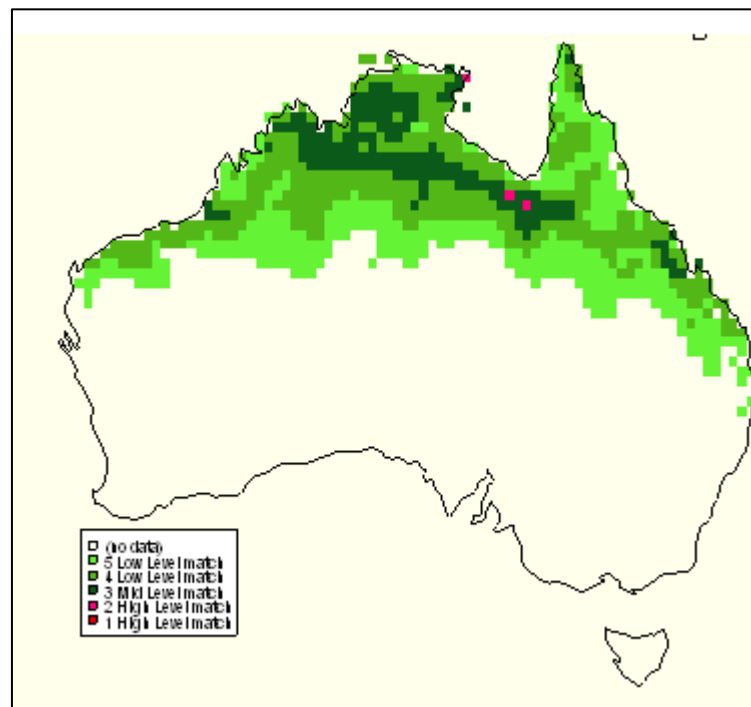 (no data)
5 Low Level match
4 Low Level match
3 Mid Level match
2 High Level match
1 High Level match